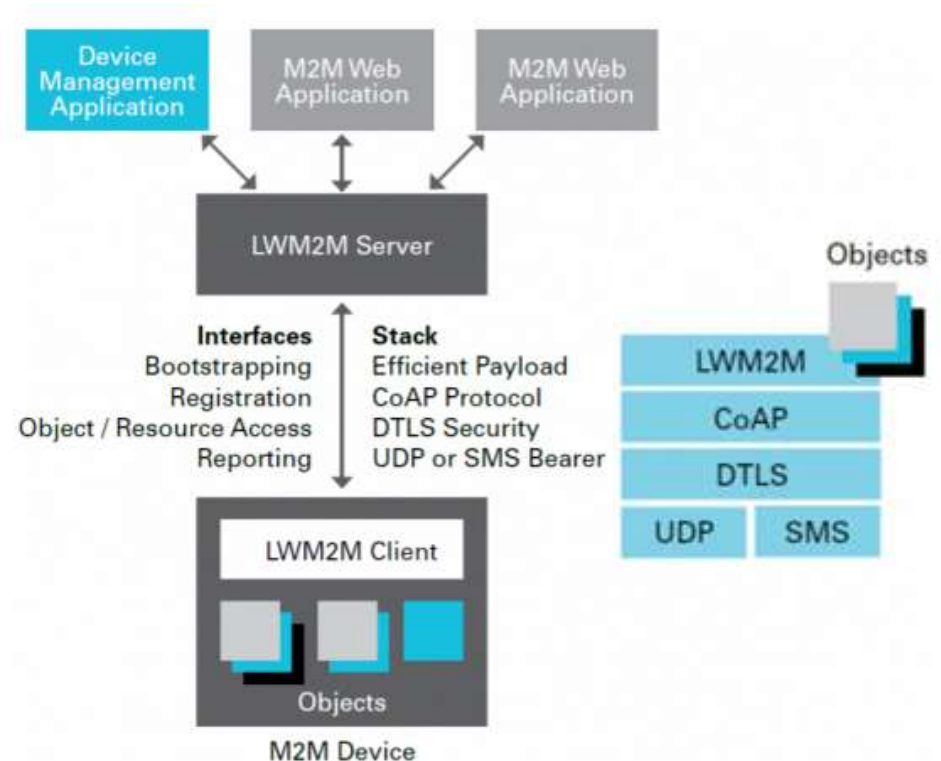 Device
Management
Application
M2M Web
Application
M2M Web
Application
LWM2M Server
Interfaces
Bootstrapping
Registration
Object / Resource Access
Reporting
Stack
Efficient Payload
CoAP Protocol
DTLS Security
UDP or SMS Bearer
LWM2M Client
Objects
M2M Device
Objects
LWM2M
CoAP
DTLS
UDP
SMS